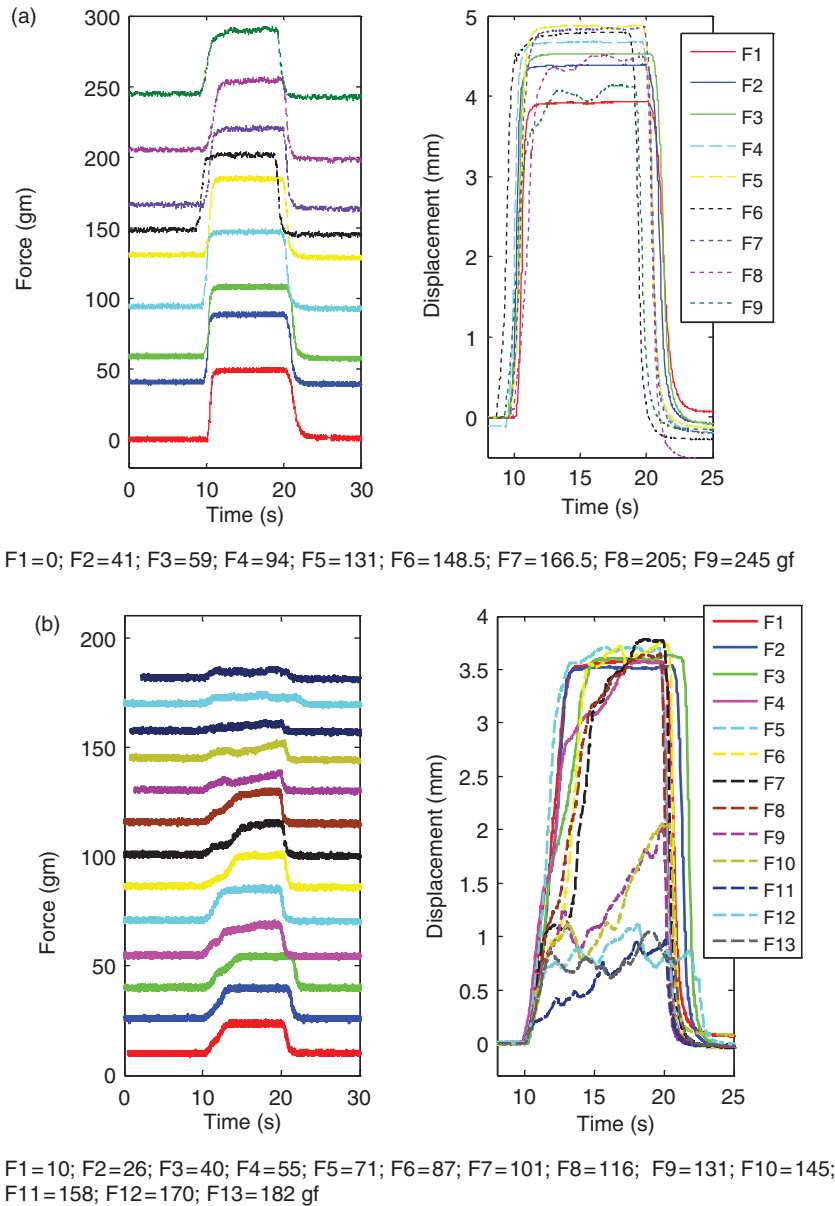 (a)
300
250
200
150
100
50
0
Force (gm)
0 10 20 30
Time (s)
5
4
3
2
1
0
Displacement (mm)
10 15 20 25
Time (s)
F1
F2
F3
F4
F5
F6
F7
F8
F9
F1=0; F2=41; F3=59; F4=94; F5=131; F6=148.5; F7=166.5; F8=205; F9=245 gf
(b)
200
150
100
50
0
Force (gm)
0 10 20 30
Time (s)
4
3.5
3
2.5
2
1.5
1
0.5
0
Displacement (mm)
10 15 20 25
Time (s)
F1
F2
F3
F4
F5
F6
F7
F8
F9
F10
F11
F12
F13
F1=10; F2=26; F3=40; F4=55; F5=71; F6=87; F7=101; F8=116; F9=131; F10=145;
F11=158; F12=170; F13=182 gf